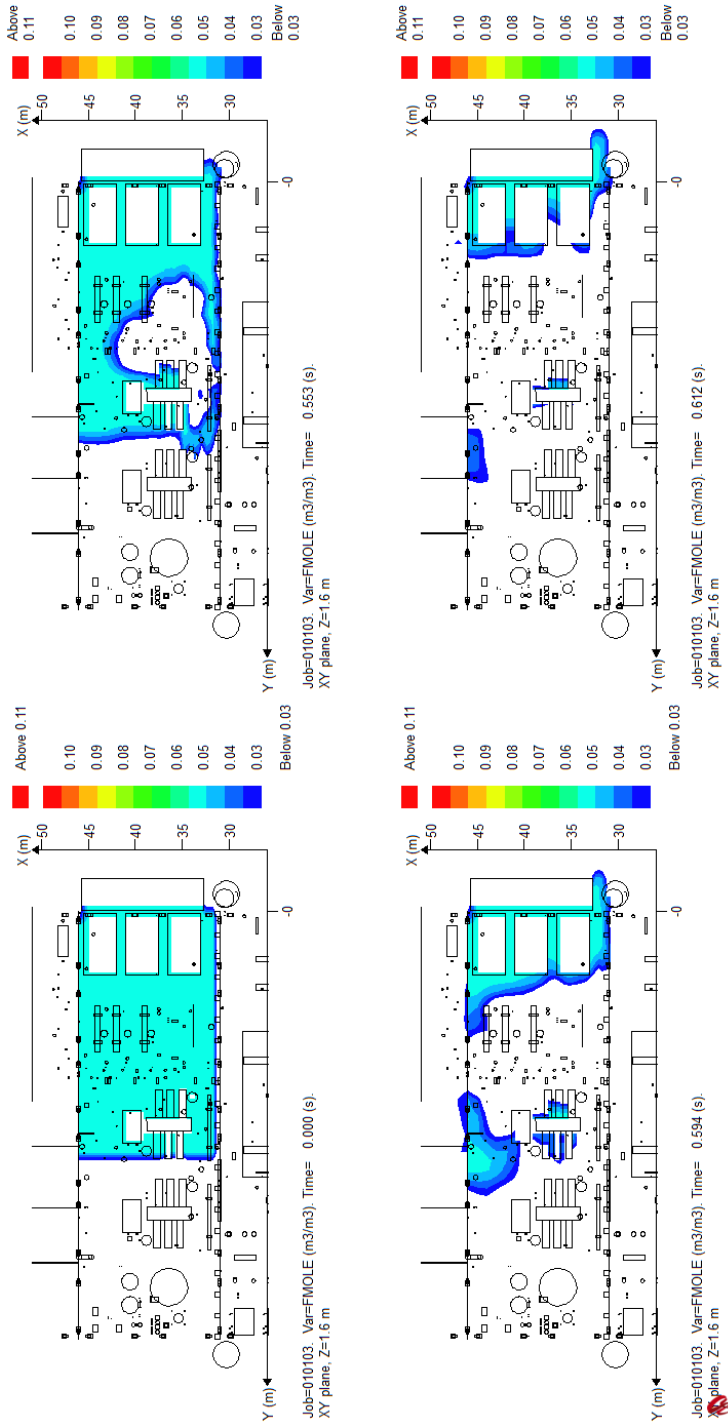 Above 0.11
0.10
0.09
0.08
0.07
0.06
0.05
0.04
0.03
Below 0.03
X (m)
50
45
40
35
30
-0
Y (m)
Job=010103. Var=FMOLE (m3/m3). Time= 0.000 (s).
XY plane, Z=1.6 m
Above
0.11
0.10
0.09
0.08
0.07
0.06
0.05
0.04
0.03
Below
0.03
X (m)
50
45
40
35
30
-0
Y (m)
Job=010103. Var=FMOLE (m3/m3). Time= 0.553 (s).
XY plane, Z=1.6 m
Above 0.11
0.10
0.09
0.08
0.07
0.06
0.05
0.04
0.03
Below 0.03
X (m)
50
45
40
35
30
-0
Y (m)
Job=010103. Var=FMOLE (m3/m3). Time= 0.594 (s).
plane, Z=1.6 m
Above
0.11
0.10
0.09
0.08
0.07
0.06
0.05
0.04
0.03
Below
0.03
X (m)
50
45
40
35
30
-0
Y (m)
Job=010103. Var=FMOLE (m3/m3). Time= 0.612 (s).
XY plane, Z=1.6 m